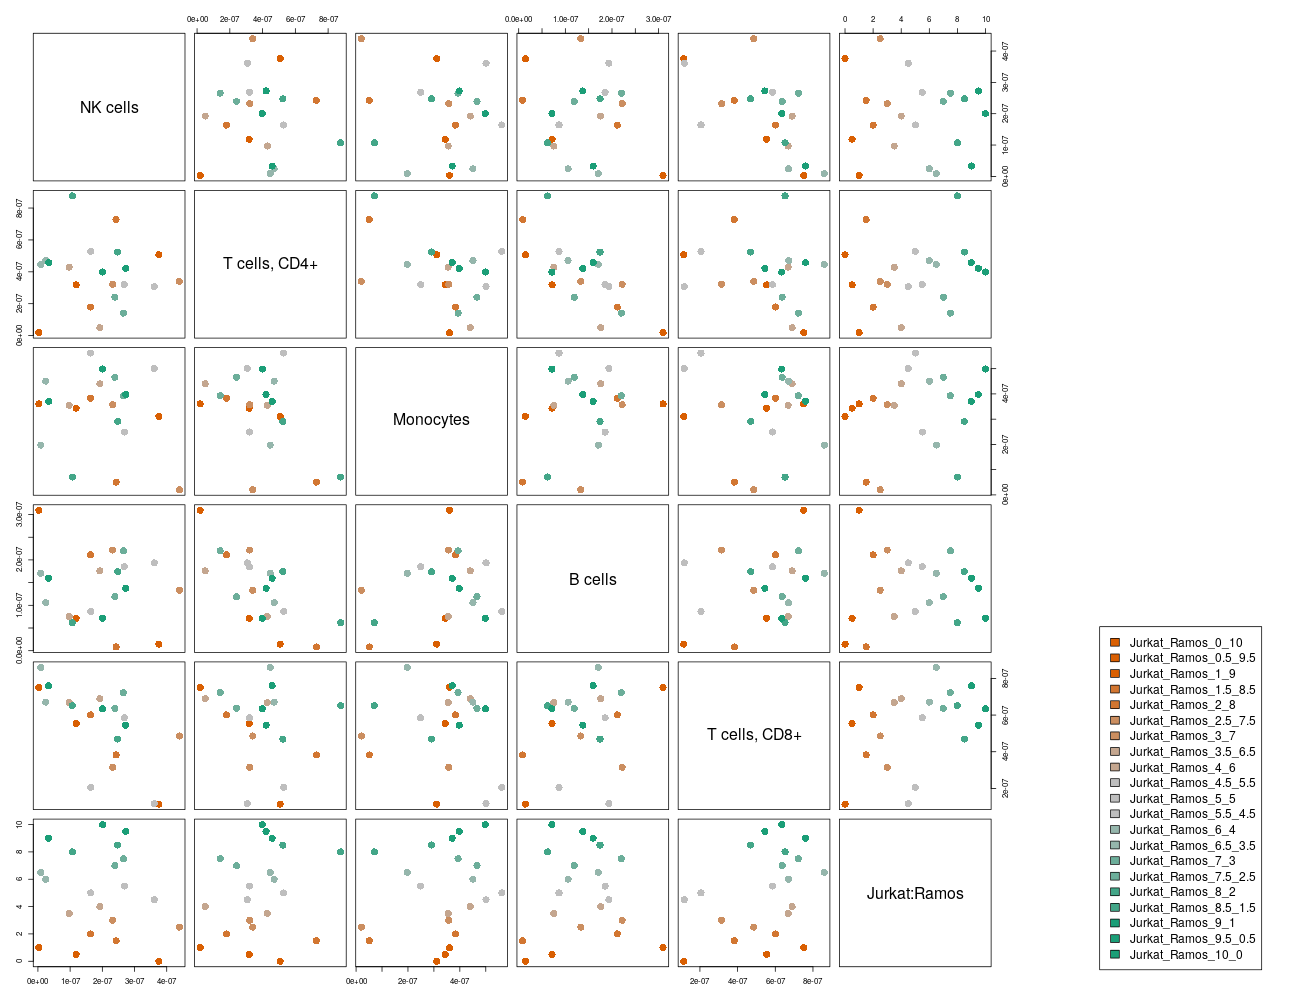 0e+00 2e-07 4e-07 6e-07 8e-07
0.0e+00 1.0e-07 2.0e-07 3.0e-07
0 2 4 6 8 10
NK cells
0e+00 1e-07 2e-07 3e-07 4e-07
T cells, CD4+
0e+00 2e-07 4e-07 6e-07 8e-07
Monocytes
0e+00 2e-07 4e-07
B cells
0.0e+00 1.0e-07 2.0e-07 3.0e-07
T cells, CD8+
2e-07 4e-07 6e-07 8e-07
Jurkat:Ramos
0 2 4 6 8 10
0e+00 1e-07 2e-07 3e-07 4e-07
0e+00 2e-07 4e-07
2e-07 4e-07 6e-07 8e-07
Jurkat_Ramos_0_10
Jurkat_Ramos_0.5_9.5
Jurkat_Ramos_1_9
Jurkat_Ramos_1.5_8.5
Jurkat_Ramos_2_8
Jurkat_Ramos_2.5_7.5
Jurkat_Ramos_3_7
Jurkat_Ramos_3.5_6.5
Jurkat_Ramos_4_6
Jurkat_Ramos_4.5_5.5
Jurkat_Ramos_5_5
Jurkat_Ramos_5.5_4.5
Jurkat_Ramos_6_4
Jurkat_Ramos_6.5_3.5
Jurkat_Ramos_7_3
Jurkat_Ramos_7.5_2.5
Jurkat_Ramos_8_2
Jurkat_Ramos_8.5_1.5
Jurkat_Ramos_9_1
Jurkat_Ramos_9.5_0.5
Jurkat_Ramos_10_0